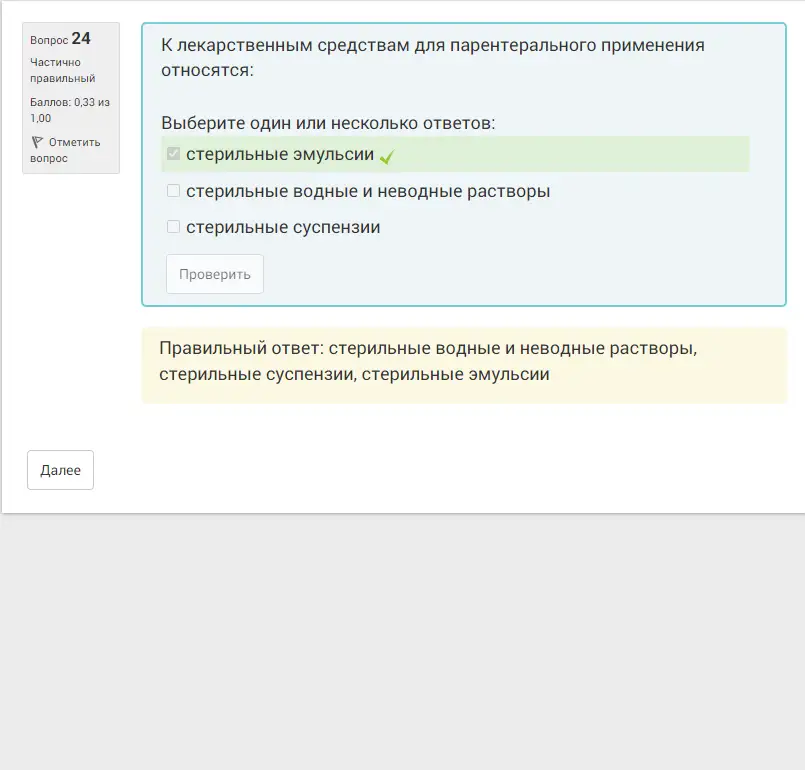 Вопрос 24
Частично
правильный
Баллов: 0,33 из
1,00
Отметить
вопрос
К лекарственным средствам для парентерального применения
относятся:
Выберите один или несколько ответов:
стерильные эмульсии
стерильные водные и неводные растворы
стерильные суспензии
Проверить
Правильный ответ: стерильные водные и неводные растворы,
стерильные суспензии, стерильные эмульсии
Далее